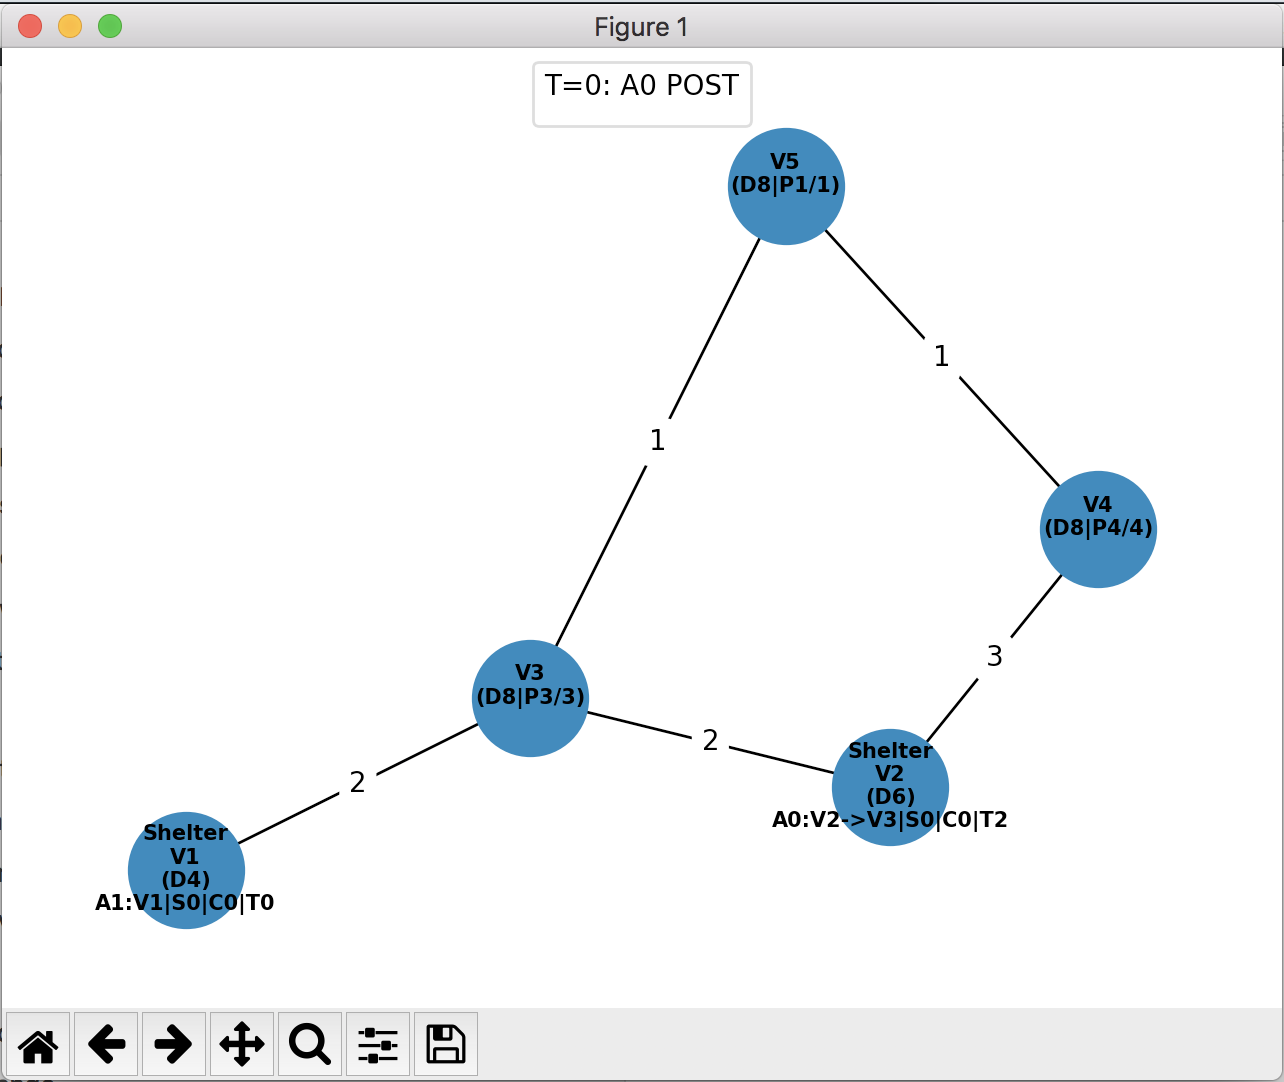 Figure 1
T=0: A0 POST
V5
(D8|P1/1)
1
1
V4
(D8|P4/4)
3
V3
(D8|P3/3)
2
Shelter
V2
(D6)
A0:V2->V3|S0|C0|T2
2
Shelter
V1
(D4)
A1:V1|S0|C0|T0